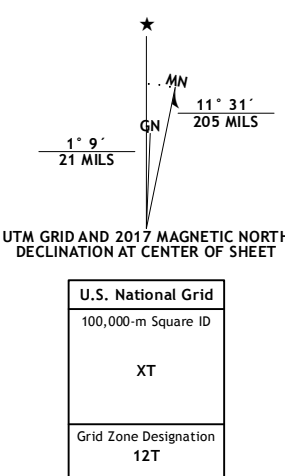 ★
MN
11° 31´
205 MILS
GN
1° 9´
21 MILS
UTM GRID AND 2017 MAGNETIC NORTH
DECLINATION AT CENTER OF SHEET
U.S. National Grid
100,000-m Square ID
XT
Grid Zone Designation
12T